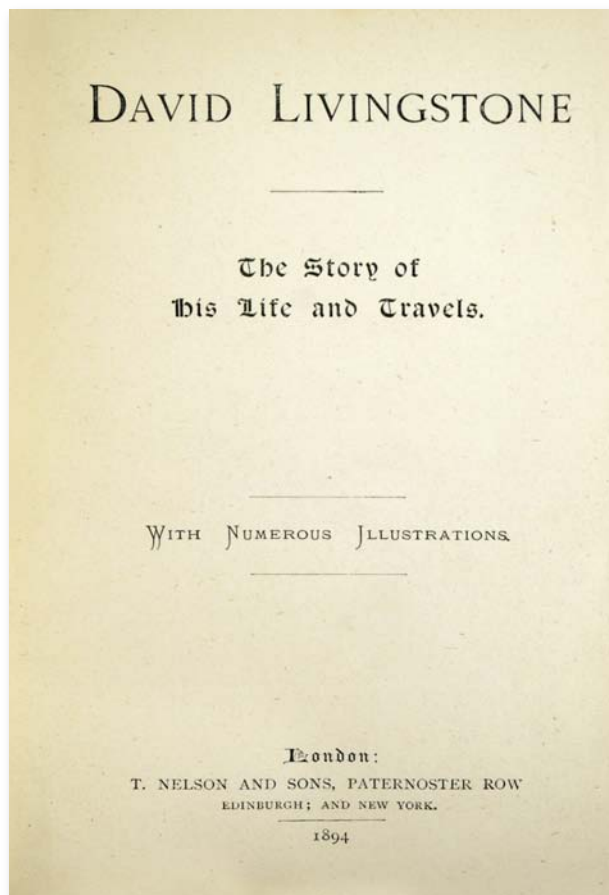 DAVID LIVINGSTONE
The Story of
His Life and Travels.
WITH NUMEROUS ILLUSTRATIONS.
London:
T. NELSON AND SONS, PATERNOSTER ROW
EDINBURGH; AND NEW YORK.
1894